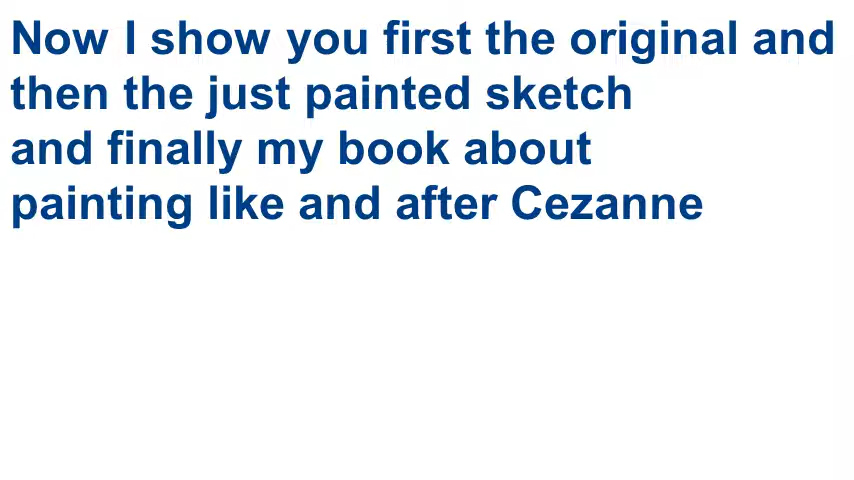 Now I show you first the original and
then the just painted sketch
and finally my book about
painting like and after Cezanne